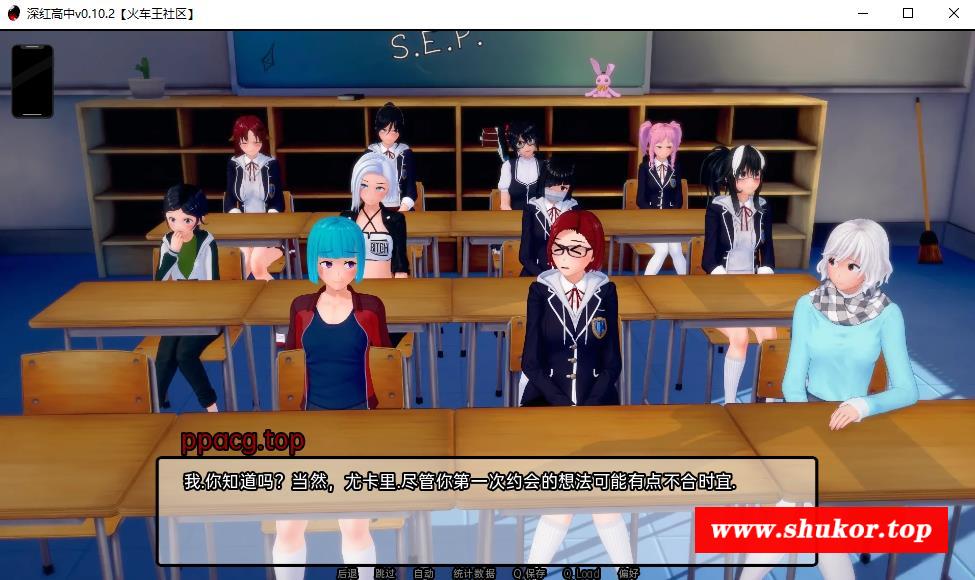 深红高中v0.10.2【火车王社区】
S.E.P.
BITCH
ppacg.top
我.你知道吗？当然，尤卡里.尽管你第一次约会的想法可能有点不合时宜.
www.shukor.top
后退 跳过 自动 统计数据 Q.保存 Q.Load 偏好